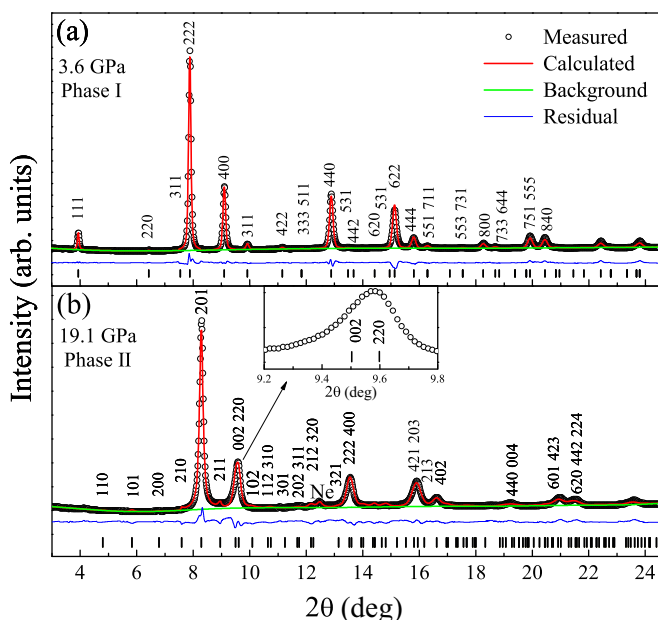 (a)
3.6 GPa
Phase I
Measured
Calculated
Background
Residual
111
220
311
222
400
311
422
333 511
440
531
442
620
531
622
444
551 711
553 731
800
733 644
751 555
840
Intensity (arb. units)
(b)
19.1 GPa
Phase II
110
101
200
210
201
211
002 220
102
112 310
301
202 311
212 320
Ne
321
222 400
421 203
213
402
440 004
601 423
620 442 224
002
220
9.2 9.4 9.6 9.8
2θ (deg)
4 6 8 10 12 14 16 18 20 22 24
2θ (deg)